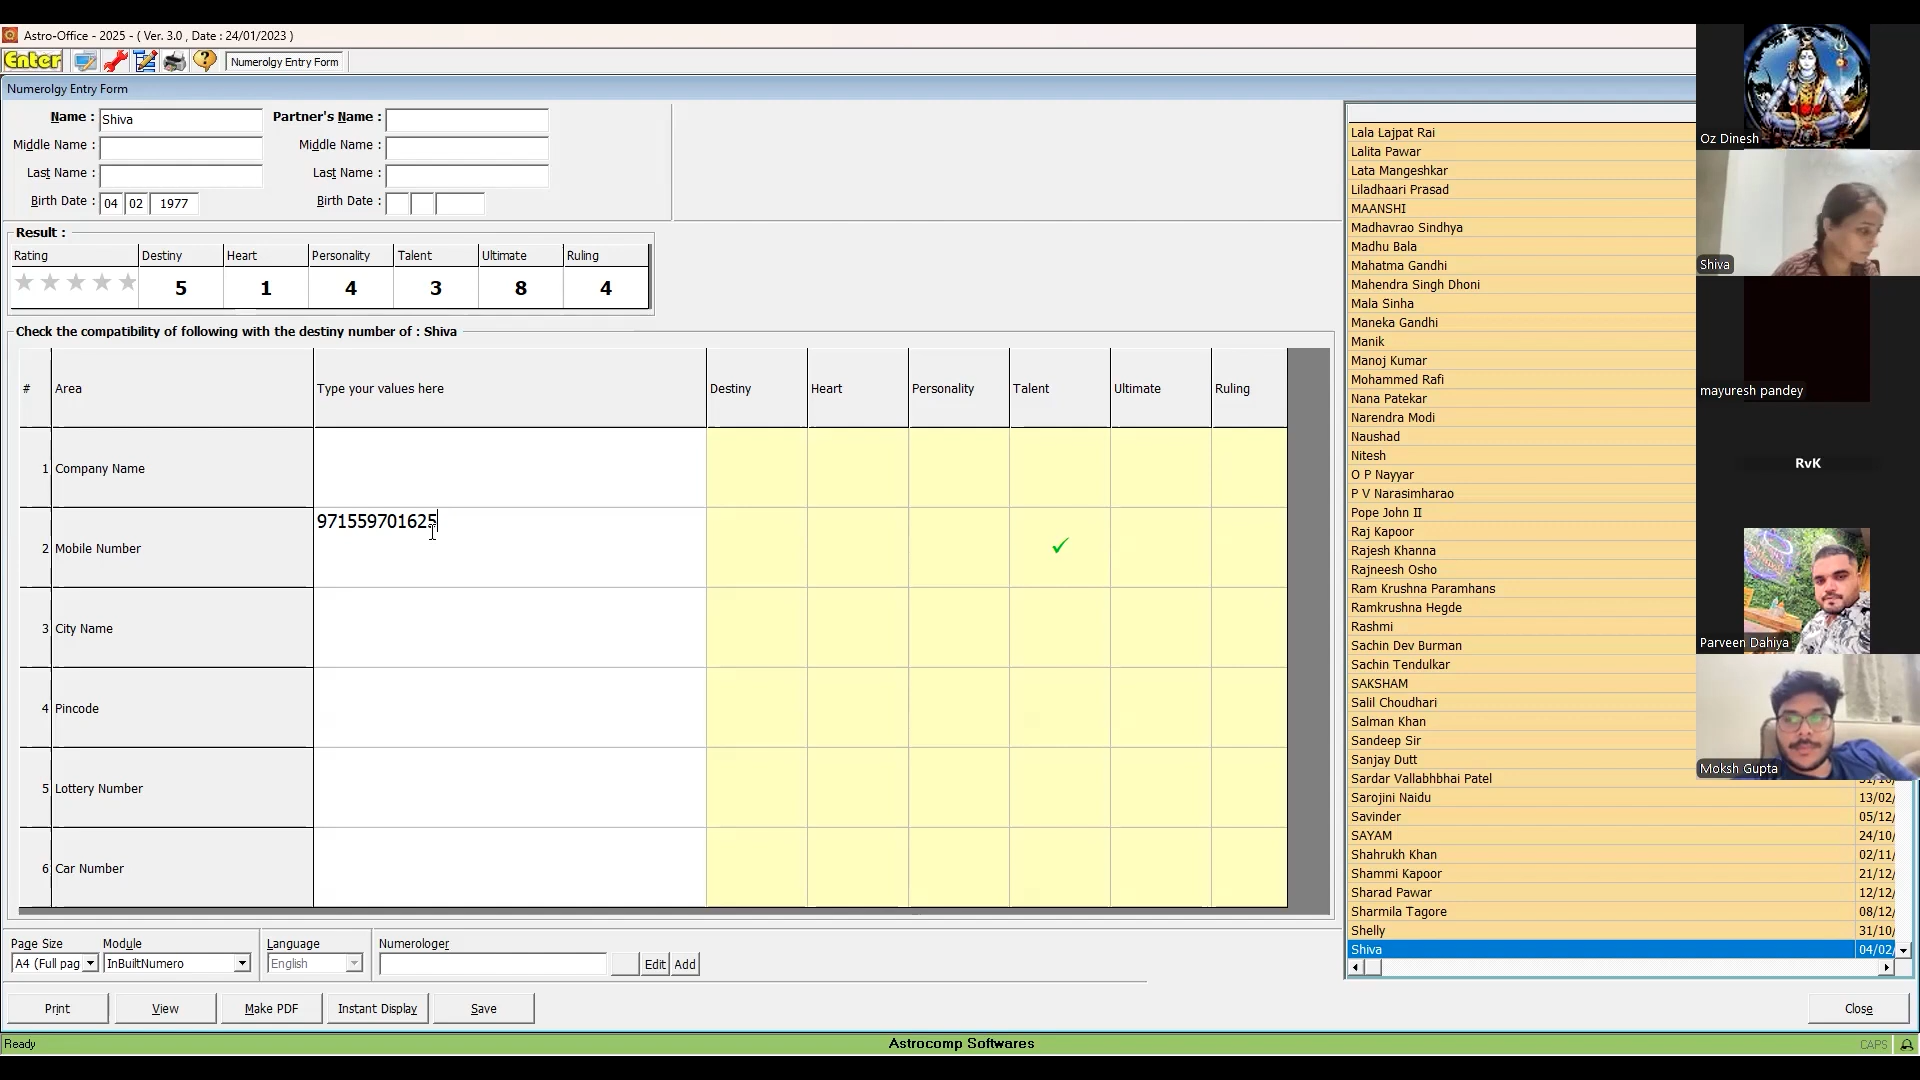 Astro-Office - 2025 - ( Ver. 3.0 , Date : 24/01/2023 )
Enter
Numerolgy Entry Form
Numerolgy Entry Form
Name : Shiva Partner's Name :
Middle Name : Middle Name :
Last Name : Last Name :
Birth Date : 04 02 1977 Birth Date :
Result :
Rating Destiny Heart Personality Talent Ultimate Ruling
5 1 4 3 8 4
Check the compatibility of following with the destiny number of : Shiva
# Area Type your values here Destiny Heart Personality Talent Ultimate Ruling
1 Company Name
2 Mobile Number 971559701625 ✓
3 City Name
4 Pincode
5 Lottery Number
6 Car Number
Page Size Module Language Numerologer
A4 (Full pag InBuiltNumero English Edit Add
Print View Make PDF Instant Display Save Close
Ready Astrocomp Softwares CAPS
Lala Lajpat Rai
Lalita Pawar
Lata Mangeshkar
Liladhaari Prasad
MAANSHI
Madhavrao Sindhya
Madhu Bala
Mahatma Gandhi
Mahendra Singh Dhoni
Mala Sinha
Maneka Gandhi
Manik
Manoj Kumar
Mohammed Rafi
Nana Patekar
Narendra Modi
Naushad
Nitesh
O P Nayyar
P V Narasimharao
Pope John II
Raj Kapoor
Rajesh Khanna
Rajneesh Osho
Ram Krushna Paramhans
Ramkrushna Hegde
Rashmi
Sachin Dev Burman
Sachin Tendulkar
SAKSHAM
Salil Choudhari
Salman Khan
Sandeep Sir
Sanjay Dutt
Sardar Vallabhbhai Patel
Sarojini Naidu 13/02/
Savinder 05/12/
SAYAM 24/10/
Shahrukh Khan 02/11/
Shammi Kapoor 21/12/
Sharad Pawar 12/12/
Sharmila Tagore 08/12/
Shelly 31/10/
Shiva 04/02/
Oz Dinesh
Shiva
mayuresh pandey
RvK
Parveen Dahiya
Moksh Gupta